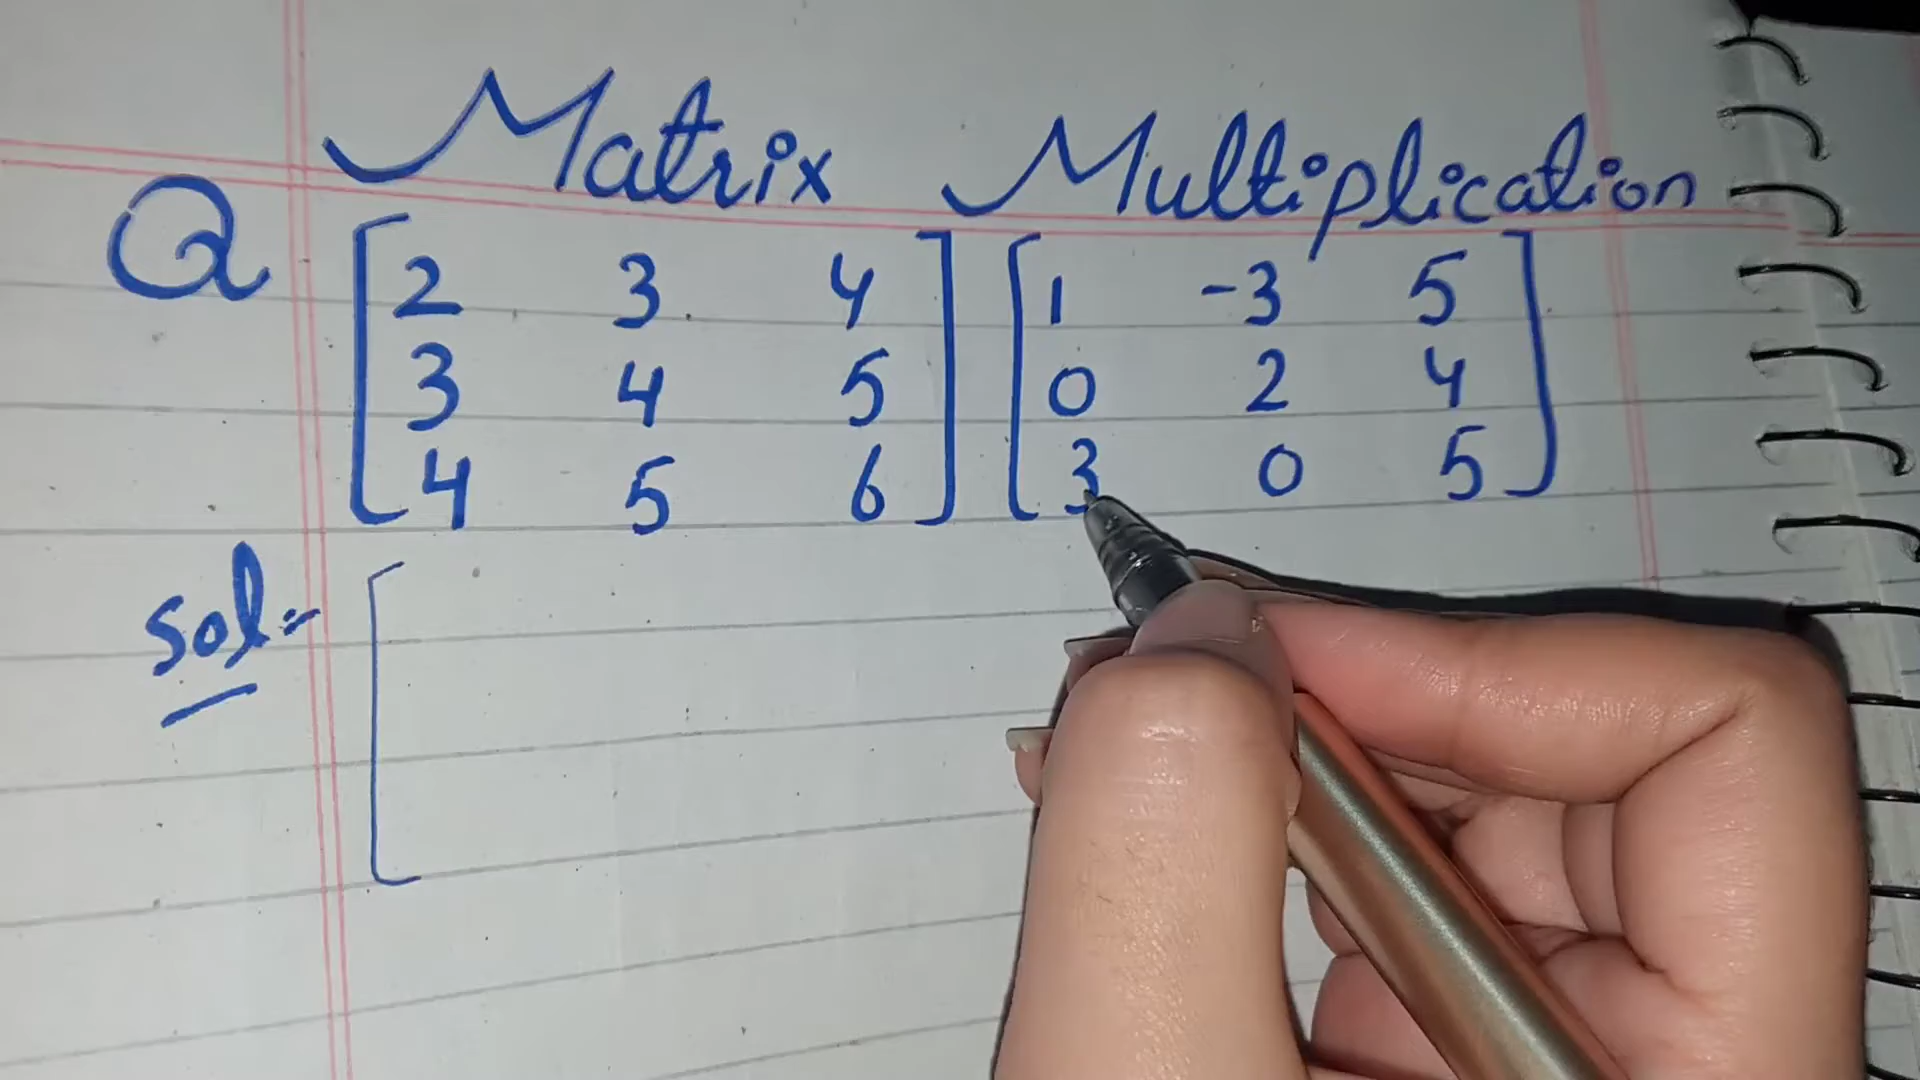 Matrix Multiplication
Q [2 3 4] [1 -3 5]
[3 4 5] [0 2 4]
[4 5 6] [3 0 5]
Sol= [